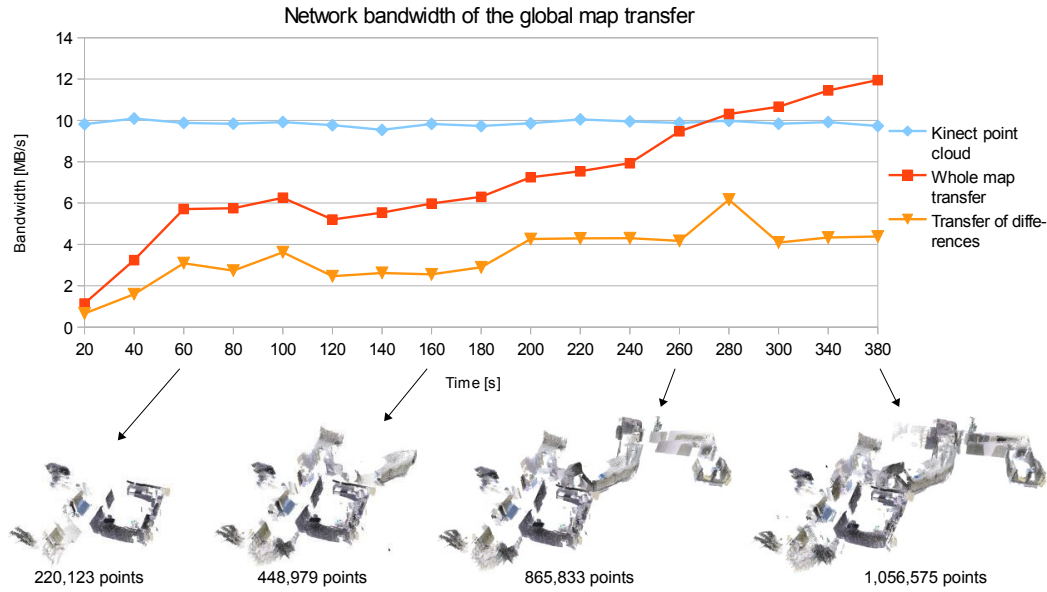 Network bandwidth of the global map transfer
Bandwidth [MB/s]
14
12
10
8
6
4
2
0
20 40 60 80 100 120 140 160 180 200 220 240 260 280 300 340 380
Time [s]
Kinect point
cloud
Whole map
transfer
Transfer of diffe-
rences
220,123 points
448,979 points
865,833 points
1,056,575 points